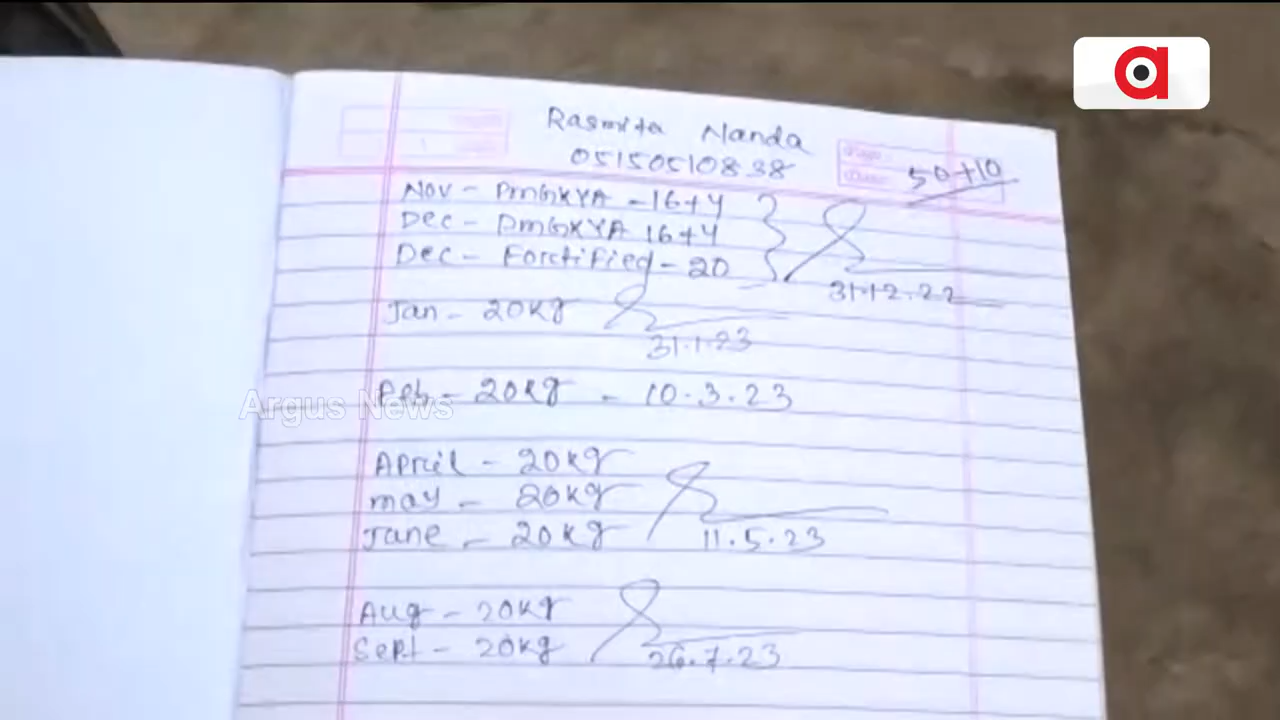 Rasmita Nanda
05150510838
50+10
Nov - PMGKYA - 16+4
Dec - PMGKYA 16+4
Dec - Fortified - 20
31.12.22
Jan - 20kg
31.1.23
Feb - 20kg - 10.3.23
Argus News
April - 20kg
may - 20kg
Jane - 20kg
11.5.23
Aug - 20kg
Sept - 20kg
26.7.23